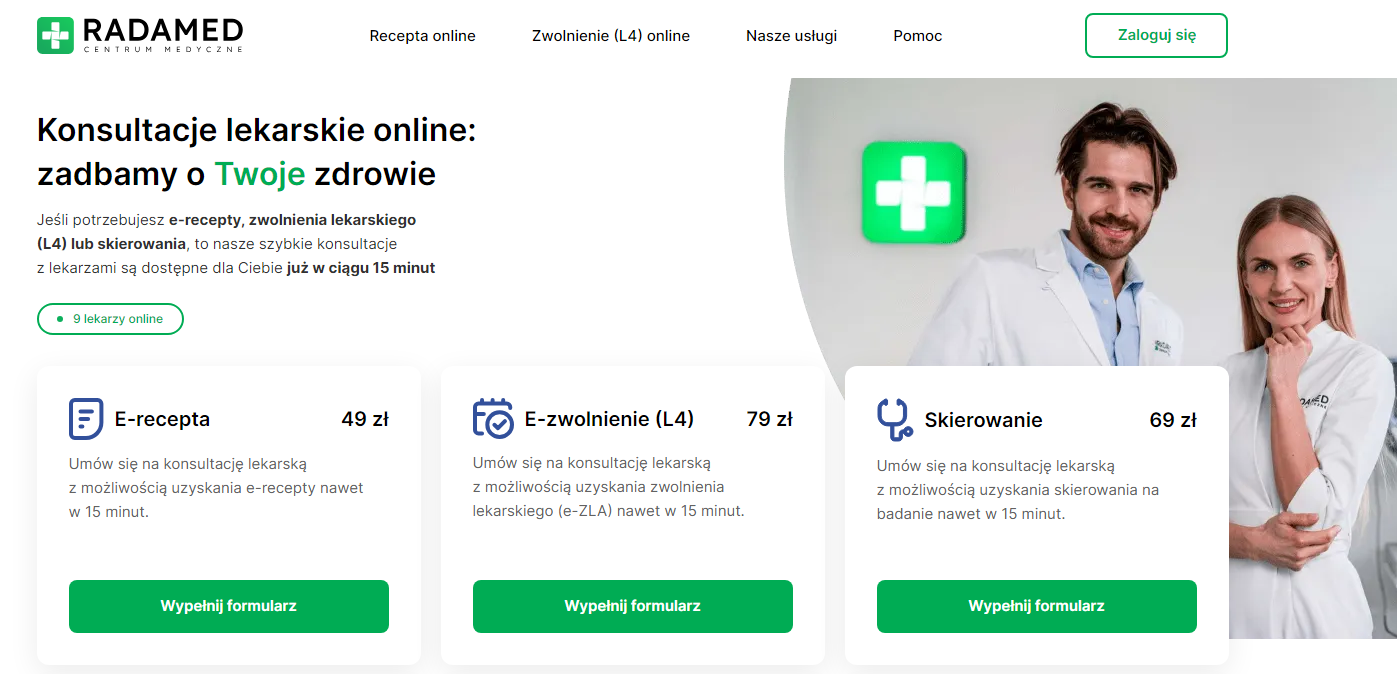 RADAMED
CENTRUM MEDYCZNE
Recepta online
Zwolnienie (L4) online
Nasze usługi
Pomoc
Zaloguj się
Konsultacje lekarskie online:
zadbamy o Twoje zdrowie
Jeśli potrzebujesz e-recepty, zwolnienia lekarskiego
(L4) lub skierowania, to nasze szybkie konsultacje
z lekarzami są dostępne dla Ciebie już w ciągu 15 minut
9 lekarzy online
E-recepta
49 zł
Umów się na konsultację lekarską
z możliwością uzyskania e-recepty nawet
w 15 minut.
Wypełnij formularz
E-zwolnienie (L4)
79 zł
Umów się na konsultację lekarską
z możliwością uzyskania zwolnienia
lekarskiego (e-ZLA) nawet w 15 minut.
Wypełnij formularz
Skierowanie
69 zł
Umów się na konsultację lekarską
z możliwością uzyskania skierowania na
badanie nawet w 15 minut.
Wypełnij formularz